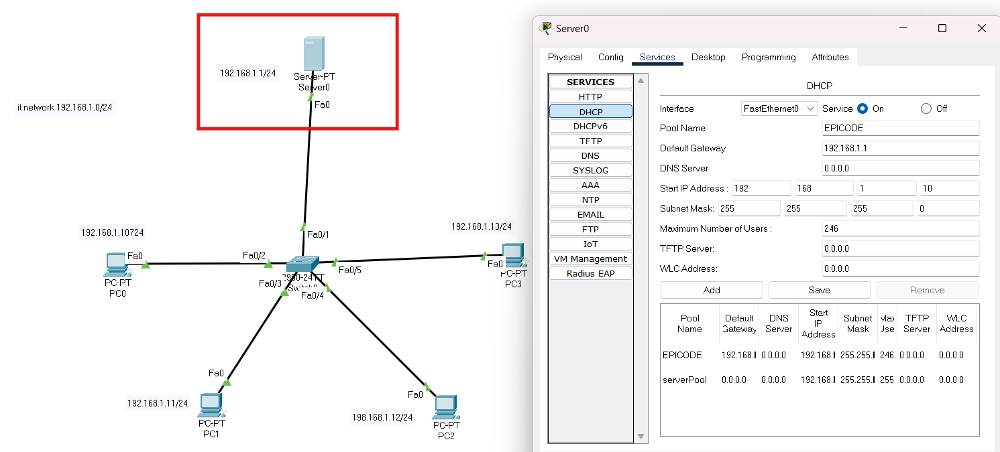 192.168.1.1/24
Server-PT
Server0
Fa0
it network 192.168.1.0/24
Fa0/1
192.168.1.10724
192.168.1.13/24
Fa0
Fa0/2
PC-PT
PC0
Fa0/5
Fa0
PC-PT
PC3
Fa0/3
Fa0/4
Fa0
192.168.1.11/24
PC-PT
PC1
Fa0
198.168.1.12/24
PC-PT
PC2
Server0
Physical Config Services Desktop Programming Attributes
SERVICES
HTTP
DHCP
DHCPv6
TFTP
DNS
SYSLOG
AAA
NTP
EMAIL
FTP
IoT
VM Management
Radius EAP
DHCP
Interface FastEthernet0 Service On Off
Pool Name EPICODE
Default Gateway 192.168.1.1
DNS Server 0.0.0.0
Start IP Address : 192 168 1 10
Subnet Mask: 255 255 255 0
Maximum Number of Users : 246
TFTP Server: 0.0.0.0
WLC Address: 0.0.0.0
Add Save Remove
Pool Name Default Gateway DNS Server Start IP Address Subnet Mask TFTP Server WLC Address
EPICODE 192.168. 0.0.0.0 192.168. 255.255. 246 0.0.0.0 0.0.0.0
serverPool 0.0.0.0 0.0.0.0 192.168. 255.255. 255 0.0.0.0 0.0.0.0